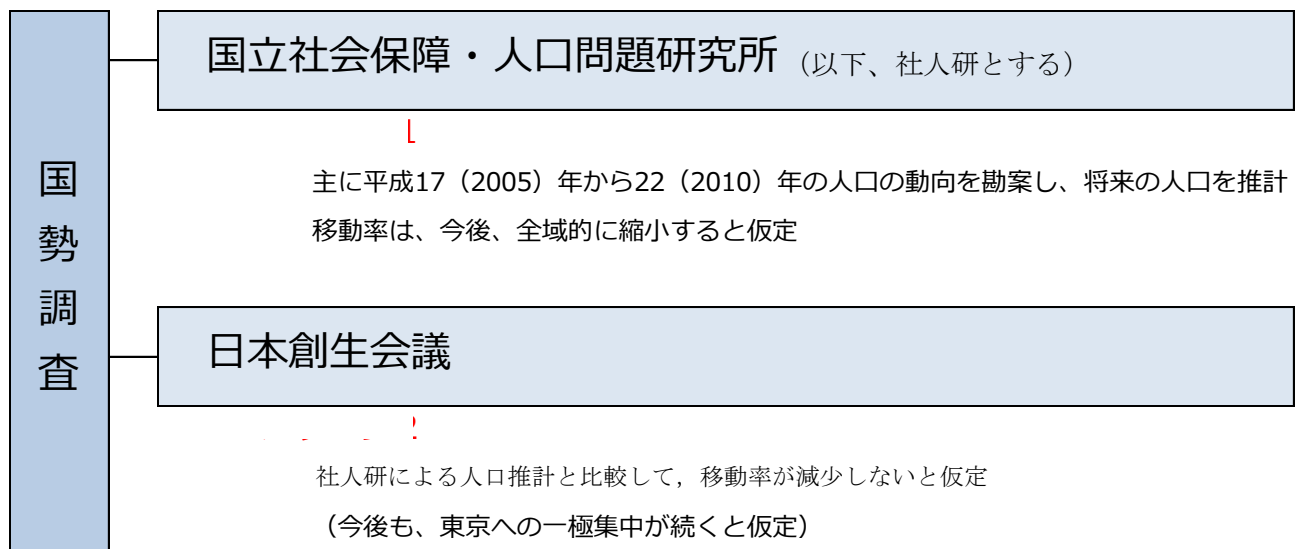 国勢調査
国立社会保障・人口問題研究所（以下、社人研とする）
主に平成17（2005）年から22（2010）年の人口の動向を勘案し、将来の人口を推計
移動率は、今後、全域的に縮小すると仮定
日本創生会議
社人研による人口推計と比較して，移動率が減少しないと仮定
（今後も、東京への一極集中が続くと仮定）